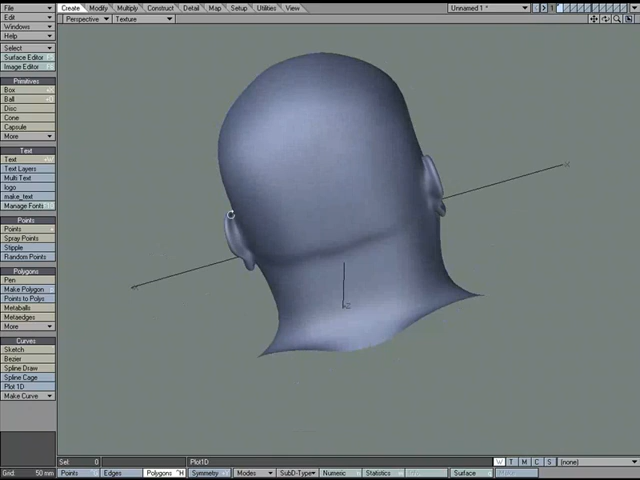 File
Create Modify Multiply Construct Detail Map Setup Utilities View
Unnamed 1 *
1
Edit
Perspective Texture
Windows
Help
Select
Surface Editor
Image Editor
Primitives
Box
Ball
Disc
Cone
Capsule
More
Text
Text
Text Layers
Multi Text
logo
make_text
Manage Fonts
Points
Points
Spray Points
Stipple
Random Points
Polygons
Pen
Make Polygon
Points to Polys
Metaballs
Metaedges
More
Curves
Sketch
Bezier
Spline Draw
Spline Cage
Plot 1D
Make Curve
Sel: 0
Plot1D
W T M C S (none)
Grid: 50 mm
Points Edges Polygons ^H Symmetry Modes SubD-Type Numeric Statistics Surface